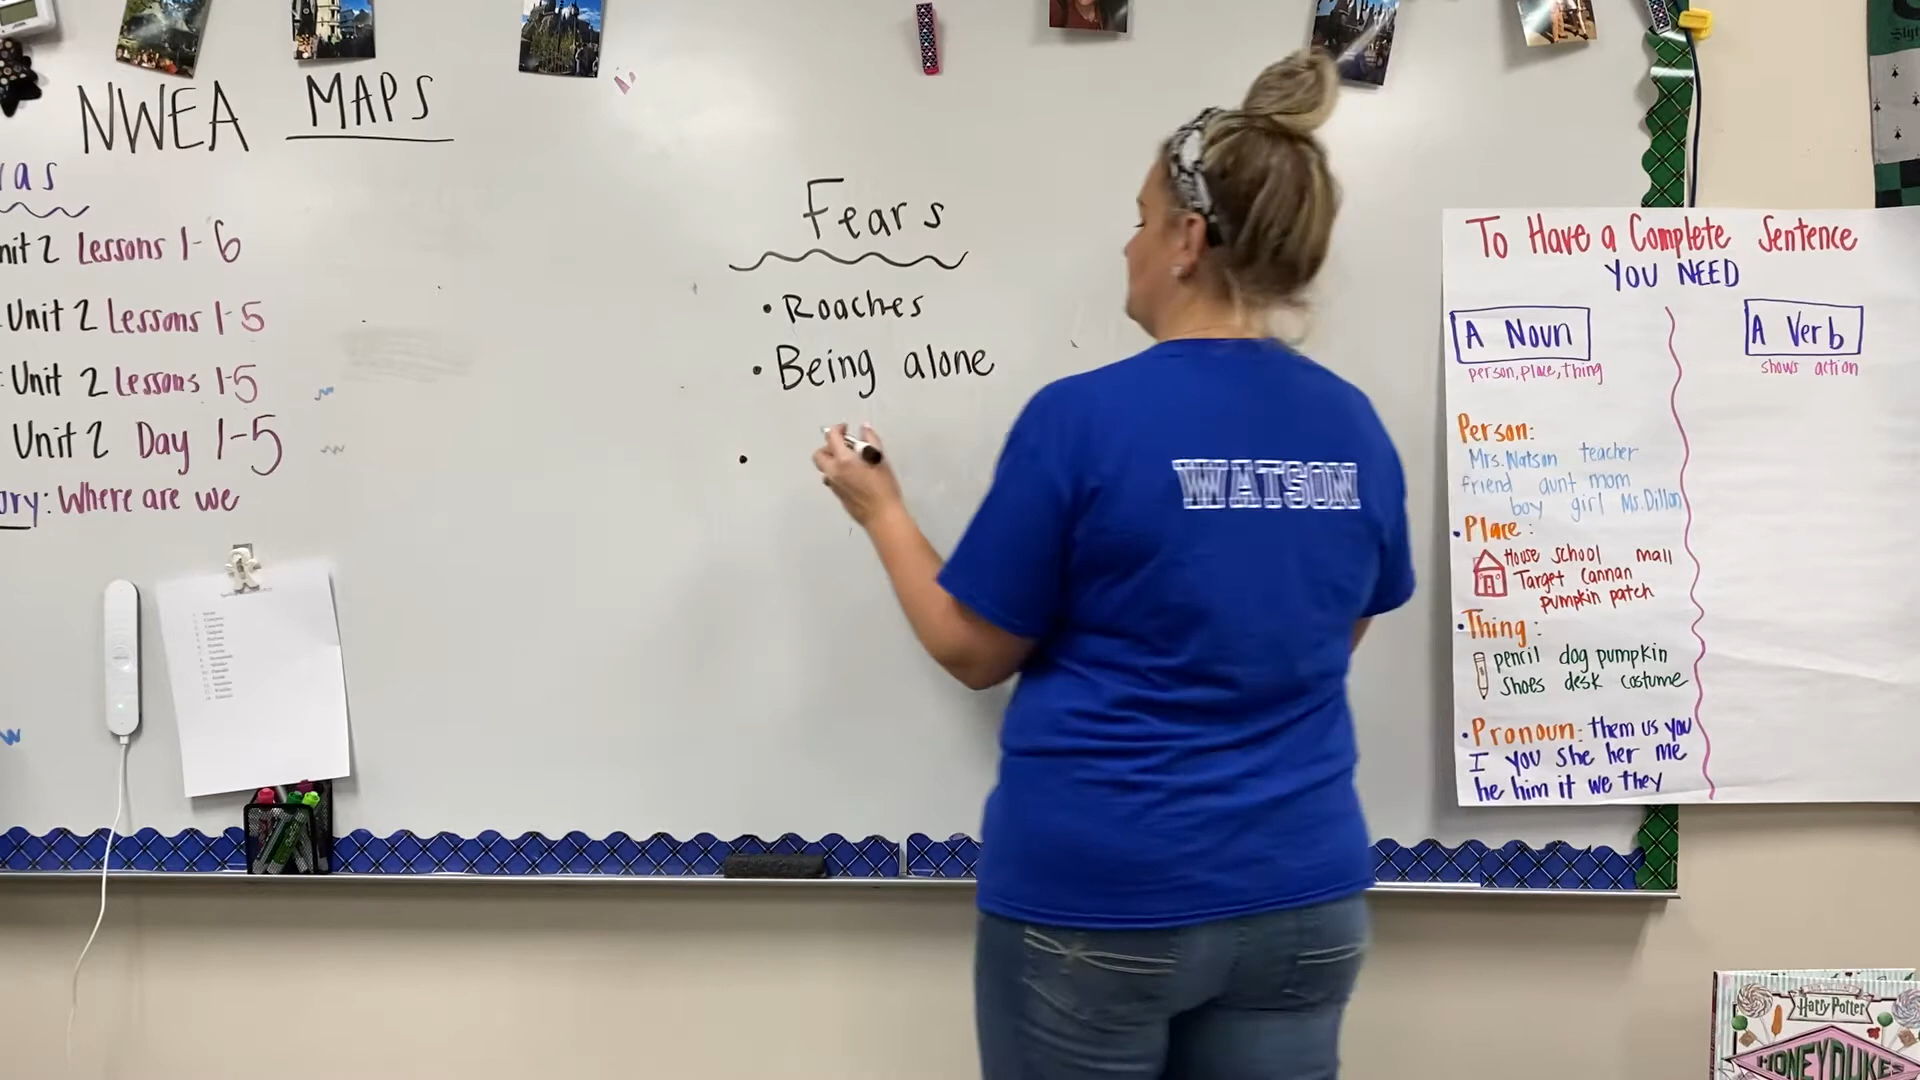 NWEA MAPS
Unit 2 Lessons 1-6
Unit 2 Lessons 1-5
Unit 2 Lessons 1-5
Unit 2 Day 1-5
Where are we
Fears
• Roaches
• Being alone
•
WATSON
To Have a Complete Sentence
YOU NEED
A Noun
person, place, thing
Person:
Mrs. Watson teacher
friend aunt mom
boy girl Ms. Dillon
• Place:
House school mall
Target Cannan
pumpkin patch
• Thing:
pencil dog pumpkin
shoes desk costume
• Pronoun: them us you
I you she her me
he him it we they
A Verb
shows action
Harry Potter
HONEYDUKES